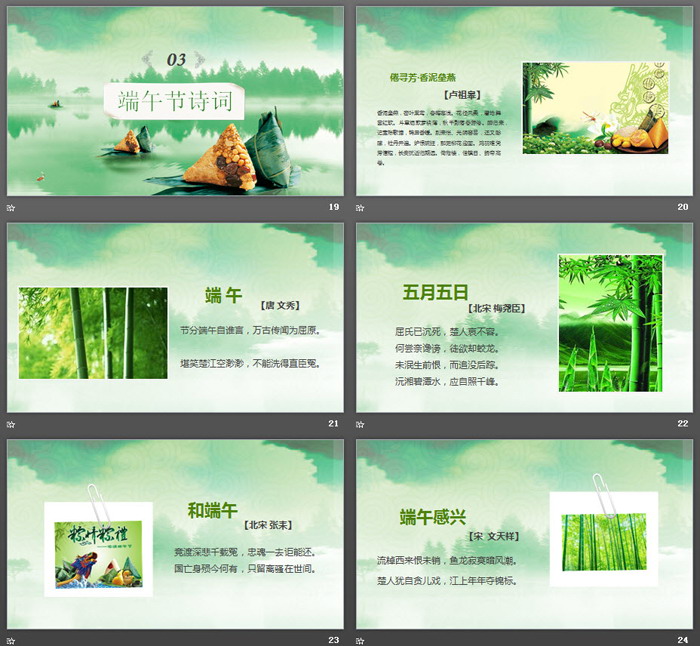 03
端午节诗词
19
倦寻芳·香泥垒燕
【卢祖皋】
20
端 午
【唐 文秀】
节分端午自谁言，万古传闻为屈原。
堪笑楚江空渺渺，不能洗得直臣冤。
21
五月五日
【北宋 梅尧臣】
屈氏已沉死，楚人哀不容。
何尝奈谗谤，徒欲却蛟龙。
未泯生前恨，而追没后踪。
沅湘碧潭水，应自照千峰。
22
粽情粽禮
和端午
【北宋 张耒】
竞渡深悲千载冤，忠魂一去讵能还。
国亡身殒今何有，只留离骚在世间。
23
端午感兴
【宋 文天祥】
流棹西来恨未销，鱼龙寂寞暗风潮。
楚人犹自贪儿戏，江上年年夺锦标。
24